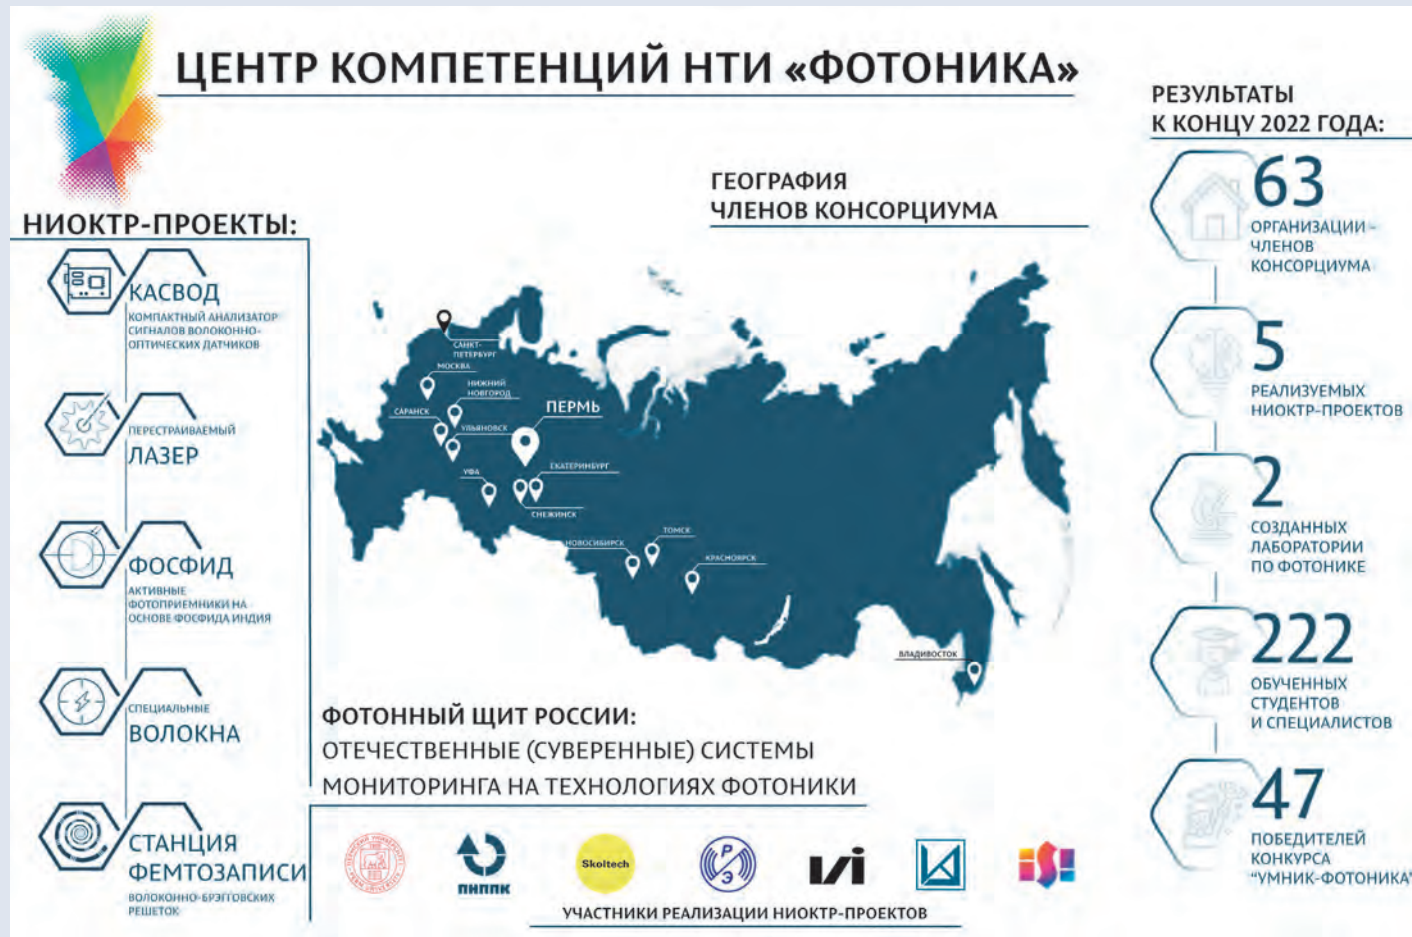 ЦЕНТР КОМПЕТЕНЦИЙ НТИ «ФОТОНИКА»
НИОКТР-ПРОЕКТЫ:
КАСВОД
КОМПАКТНЫЙ АНАЛИЗАТОР
СИГНАЛОВ ВОЛОКОННО-
ОПТИЧЕСКИХ ДАТЧИКОВ
ПЕРЕСТРАИВАЕМЫЙ
ЛАЗЕР
ФОСФИД
АКТИВНЫЕ
ФОТОПРИЕМНИКИ НА
ОСНОВЕ ФОСФИДА ИНДИЯ
СПЕЦИАЛЬНЫЕ
ВОЛОКНА
СТАНЦИЯ
ФЕМТОЗАПИСИ
ВОЛОКОННО-БРЭГГОВСКИХ
РЕШЕТОК
ГЕОГРАФИЯ
ЧЛЕНОВ КОНСОРЦИУМА
САНКТ-
ПЕТЕРБУРГ
МОСКВА
НИЖНИЙ
НОВГОРОД
САРАНСК
УЛЬЯНОВСК
ПЕРМЬ
УФА
ЕКАТЕРИНБУРГ
СНЕЖИНСК
НОВОСИБИРСК
ТОМСК
КРАСНОЯРСК
ВЛАДИВОСТОК
ФОТОННЫЙ ЩИТ РОССИИ:
ОТЕЧЕСТВЕННЫЕ (СУВЕРЕННЫЕ) СИСТЕМЫ
МОНИТОРИНГА НА ТЕХНОЛОГИЯХ ФОТОНИКИ
ПНППК
Skoltech
РЭ
УЧАСТНИКИ РЕАЛИЗАЦИИ НИОКТР-ПРОЕКТОВ
РЕЗУЛЬТАТЫ
К КОНЦУ 2022 ГОДА:
63
ОРГАНИЗАЦИИ –
ЧЛЕНОВ
КОНСОРЦИУМА
5
РЕАЛИЗУЕМЫХ
НИОКТР-ПРОЕКТОВ
2
СОЗДАННЫХ
ЛАБОРАТОРИИ
ПО ФОТОНИКЕ
222
ОБУЧЕННЫХ
СТУДЕНТОВ
И СПЕЦИАЛИСТОВ
47
ПОБЕДИТЕЛЕЙ
КОНКУРСА
“УМНИК-ФОТОНИКА”